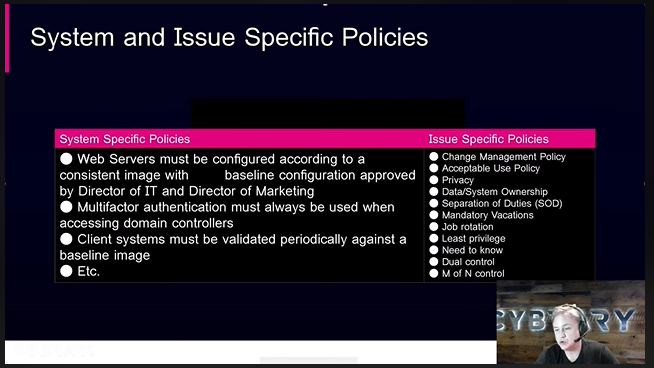 System and Issue Specific Policies
System Specific Policies
Web Servers must be configured according to a
consistent image with baseline configuration approved
by Director of IT and Director of Marketing
Multifactor authentication must always be used when
accessing domain controllers
Client systems must be validated periodically against a
baseline image
Etc.
Issue Specific Policies
Change Management Policy
Acceptable Use Policy
Privacy
Data/System Ownership
Separation of Duties (SOD)
Mandatory Vacations
Job rotation
Least privilege
Need to know
Dual control
M of N control